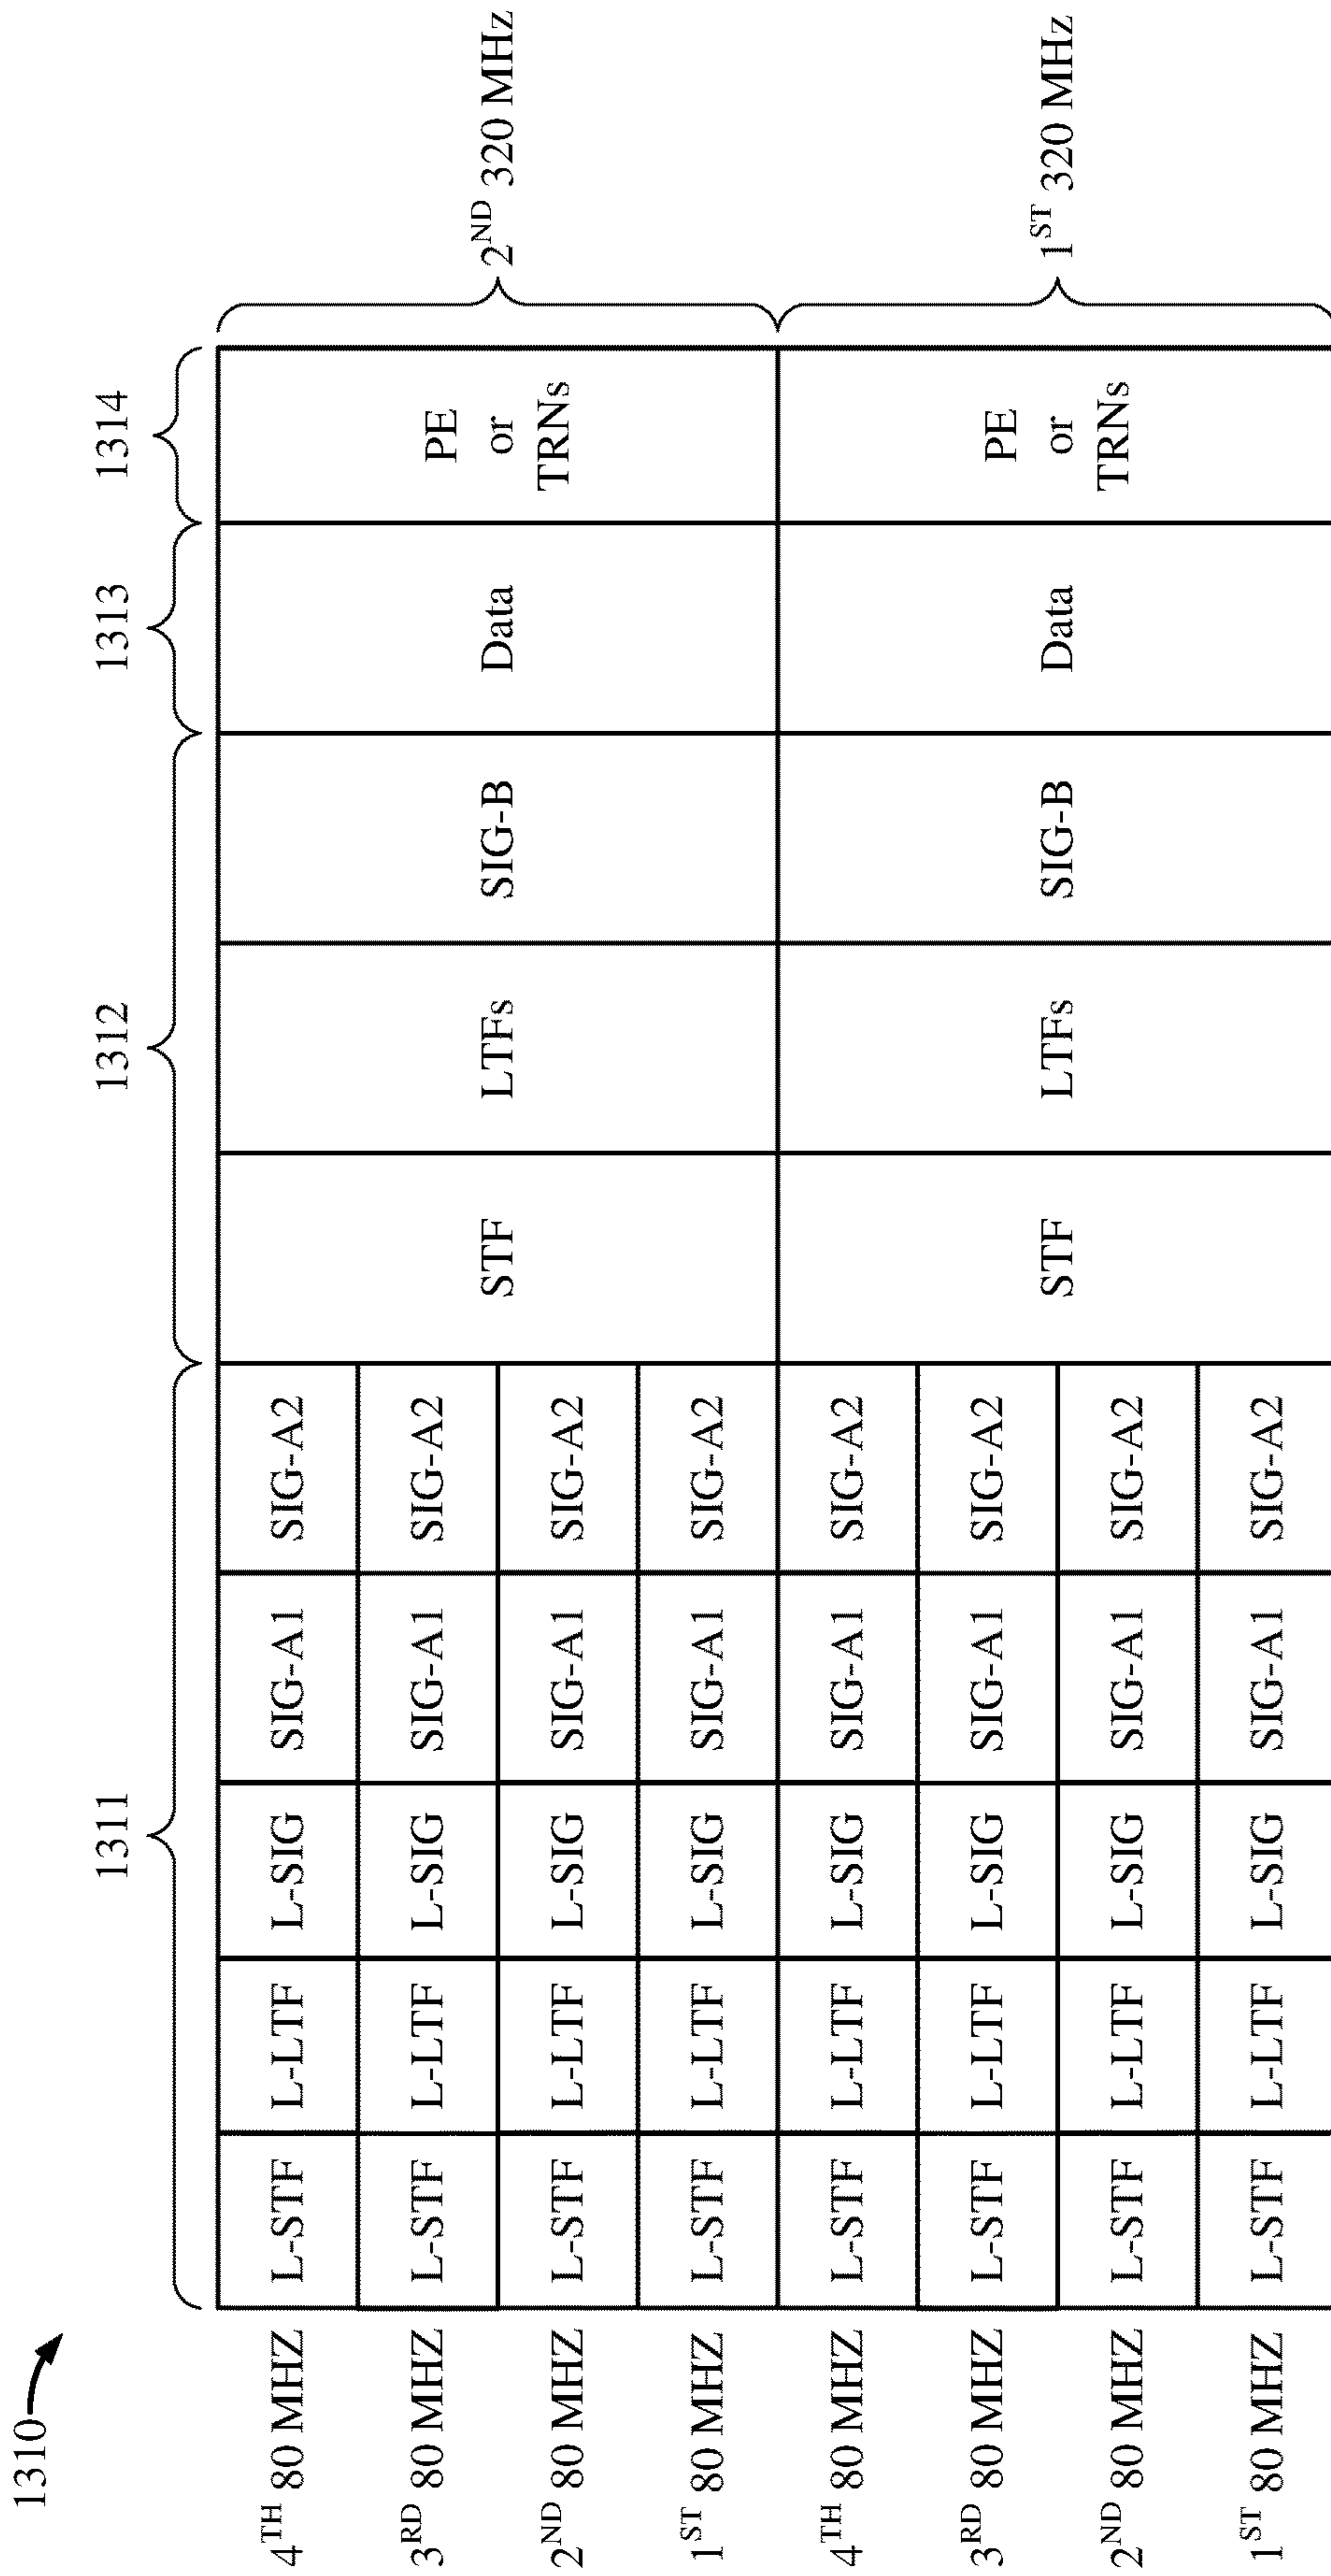 1310
1311 1312 1313 1314
4TH 80 MHZ L-STF L-LTF L-SIG SIG-A1 SIG-A2
3RD 80 MHZ L-STF L-LTF L-SIG SIG-A1 SIG-A2
2ND 80 MHZ L-STF L-LTF L-SIG SIG-A1 SIG-A2
1ST 80 MHZ L-STF L-LTF L-SIG SIG-A1 SIG-A2
STF LTFs SIG-B Data
PE
or
TRNs
2ND 320 MHz
4TH 80 MHZ L-STF L-LTF L-SIG SIG-A1 SIG-A2
3RD 80 MHZ L-STF L-LTF L-SIG SIG-A1 SIG-A2
2ND 80 MHZ L-STF L-LTF L-SIG SIG-A1 SIG-A2
1ST 80 MHZ L-STF L-LTF L-SIG SIG-A1 SIG-A2
STF LTFs SIG-B Data
PE
or
TRNs
1ST 320 MHz